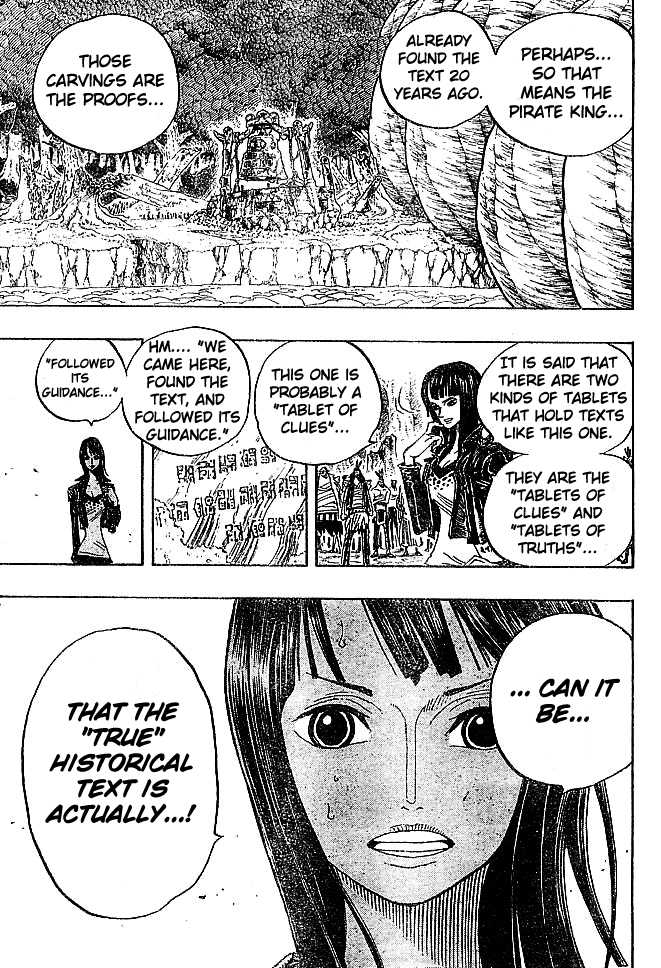 PERHAPS...
SO THAT
MEANS THE
PIRATE KING...
ALREADY
FOUND THE
TEXT 20
YEARS AGO.
THOSE
CARVINGS ARE
THE PROOFS...
IT IS SAID THAT
THERE ARE TWO
KINDS OF TABLETS
THAT HOLD TEXTS
LIKE THIS ONE.
THEY ARE THE
"TABLETS OF
CLUES" AND
"TABLETS OF
TRUTHS"...
THIS ONE IS
PROBABLY A
"TABLET OF
CLUES"...
HM.... "WE
CAME HERE,
FOUND THE
TEXT, AND
FOLLOWED ITS
GUIDANCE."
"FOLLOWED
ITS
GUIDANCE..."
... CAN IT
BE...
THAT THE
"TRUE"
HISTORICAL
TEXT IS
ACTUALLY...!